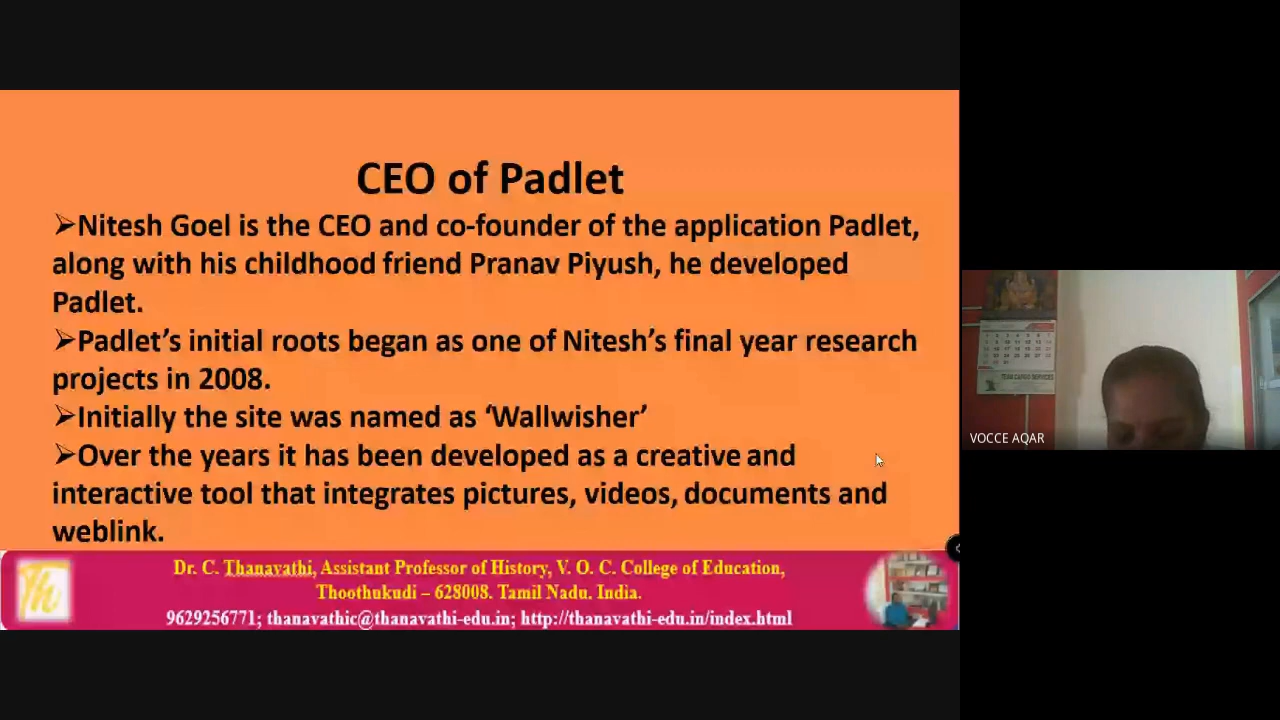 CEO of Padlet
➢Nitesh Goel is the CEO and co-founder of the application Padlet,
along with his childhood friend Pranav Piyush, he developed
Padlet.
➢Padlet’s initial roots began as one of Nitesh’s final year research
projects in 2008.
➢Initially the site was named as ‘Wallwisher’
➢Over the years it has been developed as a creative and
interactive tool that integrates pictures, videos, documents and
weblink.
Th
Dr. C. Thanavathi, Assistant Professor of History, V. O. C. College of Education,
Thoothukudi – 628008. Tamil Nadu. India.
9629256771; thanavathic@thanavathi-edu.in; http://thanavathi-edu.in/index.html
VOCCE AQAR